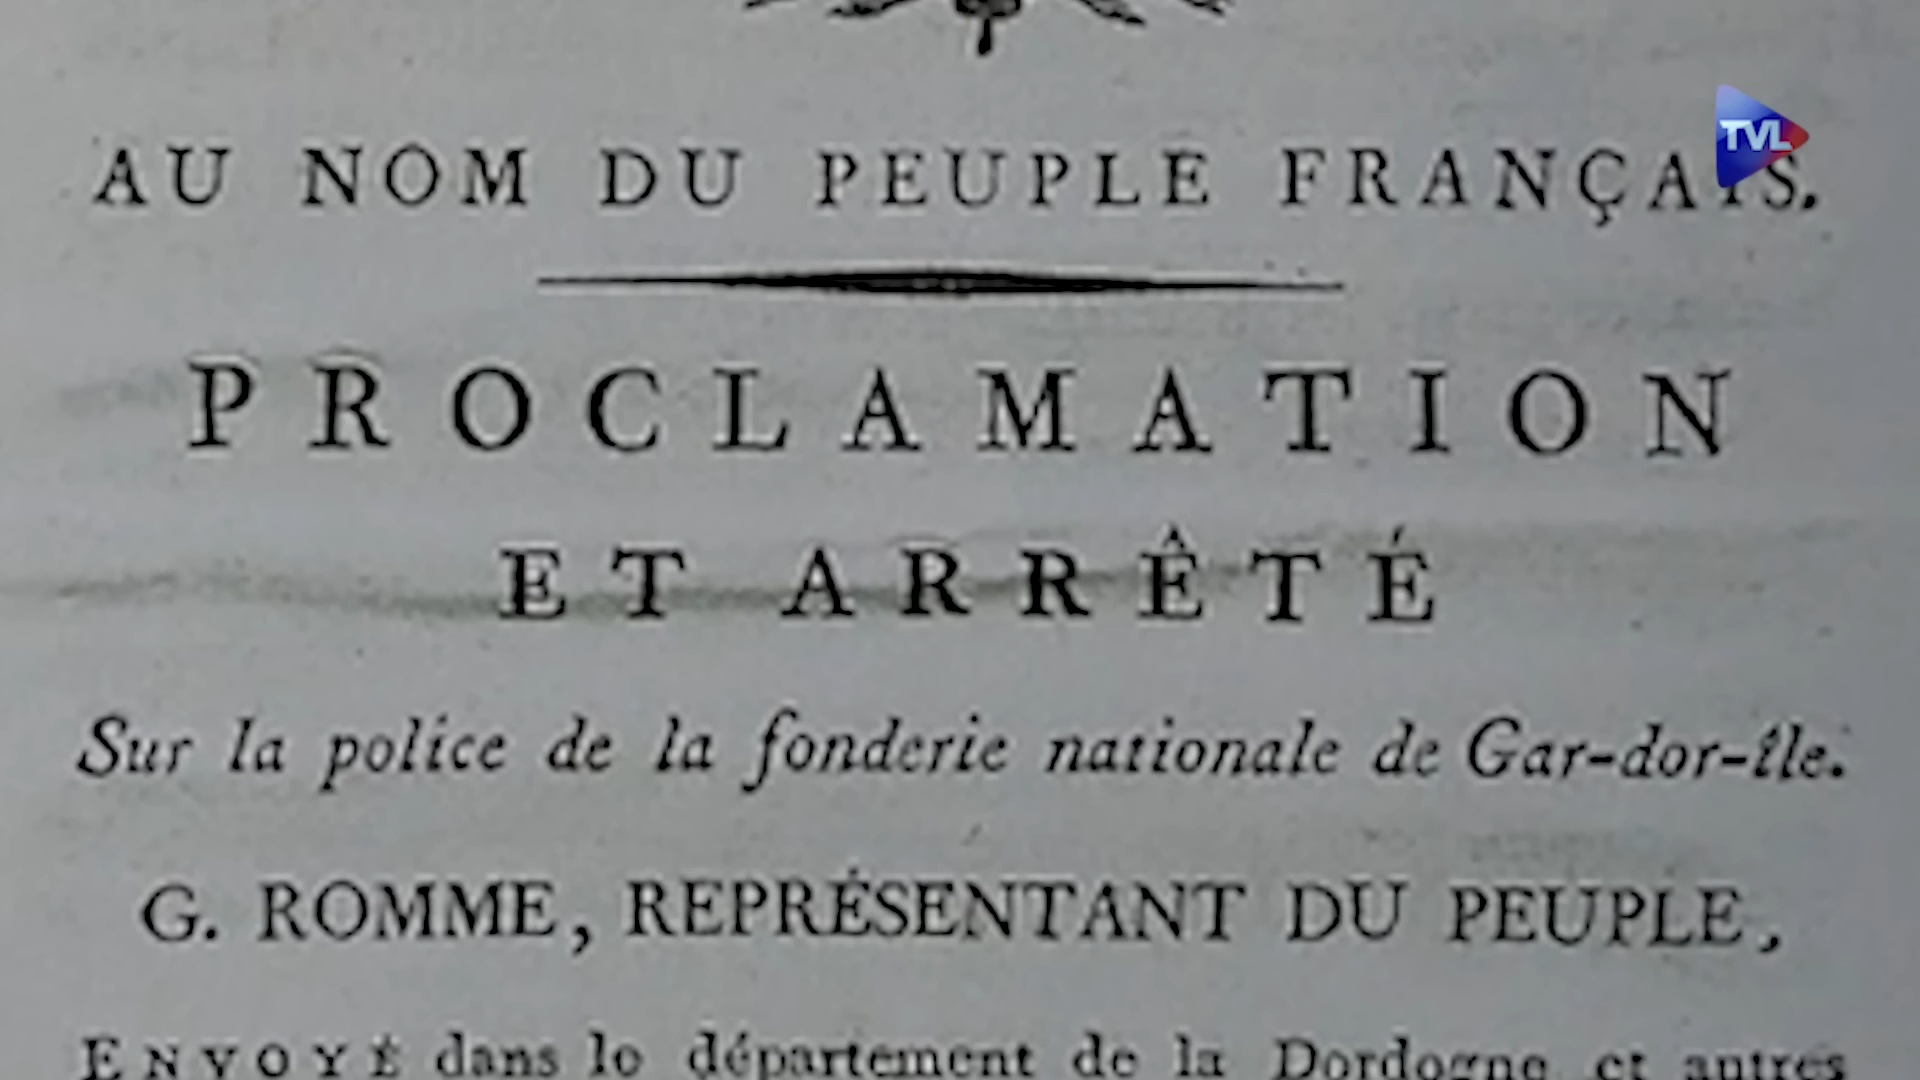 TVL
AU NOM DU PEUPLE FRANÇAIS.
PROCLAMATION
ET ARRÊTÉ
Sur la police de la fonderie nationale de Gar-dor-île.
G. ROMME, REPRÉSENTANT DU PEUPLE,
ENVOYÉ dans le département de la Dordogne et autres